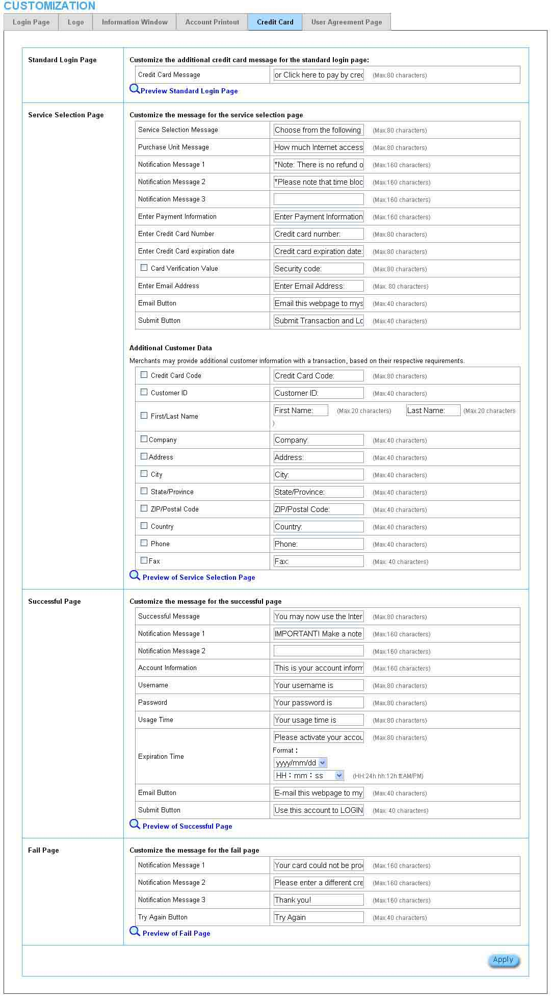 CUSTOMIZATION
Login Page Logo Information Window Account Printout Credit Card User Agreement Page
Standard Login Page
Customize the additional credit card message for the standard login page:
Credit Card Message or Click here to pay by cred (Max.80 characters)
Preview Standard Login Page
Service Selection Page
Customize the message for the service selection page
Service Selection Message Choose from the following (Max.80 characters)
Purchase Unit Message How much Internet access (Max.80 characters)
Notification Message 1 *Note: There is no refund o (Max.160 characters)
Notification Message 2 *Please note that time bloc (Max.160 characters)
Notification Message 3 (Max.160 characters)
Enter Payment Information Enter Payment Information (Max.160 characters)
Enter Credit Card Number Credit card number: (Max.80 characters)
Enter Credit Card expiration date Credit card expiration date: (Max.80 characters)
Card Verification Value Security code: (Max.80 characters)
Enter Email Address Enter Email Address: (Max. 80 characters)
Email Button Email this webpage to mys (Max.40 characters)
Submit Button Submit Transaction and Lo (Max.40 characters)
Additional Customer Data
Merchants may provide additional customer information with a transaction, based on their respective requirements.
Credit Card Code Credit Card Code: (Max.80 characters)
Customer ID Customer ID: (Max.40 characters)
First/Last Name First Name: (Max.20 characters) Last Name: (Max.20 characters
)
Company Company: (Max.40 characters)
Address Address: (Max.40 characters)
City City: (Max.40 characters)
State/Province State/Province: (Max.40 characters)
ZIP/Postal Code ZIP/Postal Code: (Max.40 characters)
Country Country: (Max.40 characters)
Phone Phone: (Max.40 characters)
Fax Fax: (Max. 40 characters)
Preview of Service Selection Page
Successful Page
Customize the message for the successful page
Successful Message You may now use the Inter (Max.80 characters)
Notification Message 1 IMPORTANT! Make a note (Max.160 characters)
Notification Message 2 (Max.160 characters)
Account Information This is your account inform (Max.160 characters)
Username Your username is (Max.80 characters)
Password Your password is (Max.80 characters)
Usage Time Your usage time is (Max.80 characters)
Expiration Time Please activate your accou (Max.80 characters)
Format :
yyyy/mm/dd
HH : mm : ss (HH:24h hh:12h tt:AM/PM)
Email Button E-mail this webpage to my (Max.40 characters)
Submit Button Use this account to LOGIN (Max. 40 characters)
Preview of Successful Page
Fail Page
Customize the message for the fail page
Notification Message 1 Your card could not be pro (Max.160 characters)
Notification Message 2 Please enter a different cre (Max.160 characters)
Notification Message 3 Thank you! (Max.160 characters)
Try Again Button Try Again (Max.40 characters)
Preview of Fail Page
Apply